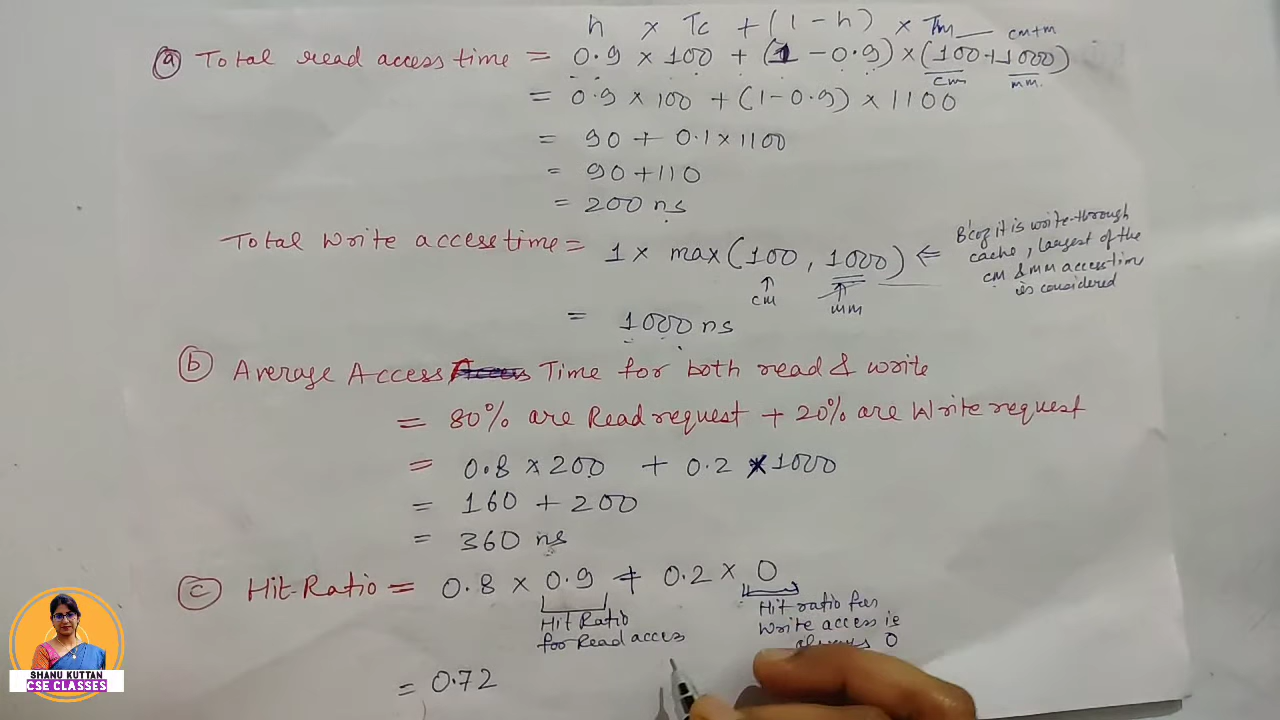 h × Tc + (1 - h) × Tm cm+m
(a) Total read access time = 0.9 × 100 + (1 - 0.9) × (100 + 1000)
cm mm.
= 0.9 × 100 + (1 - 0.9) × 1100
= 90 + 0.1 × 1100
= 90 + 110
= 200 ns
Total Write access time = 1 × max(100, 1000) ⇐
B'coz it is write-through
cache, largest of the
cm & mm access time
is considered
↑ ↑
cm mm
= 1000 ns
(b) Average Access Time for both read & write
= 80% are Read request + 20% are Write request
= 0.8 × 200 + 0.2 × 1000
= 160 + 200
= 360 ns
(c) Hit Ratio = 0.8 × 0.9 + 0.2 × 0
Hit Ratio
for Read access
Hit ratio for
Write access is
always 0
= 0.72
SHANU KUTTAN
CSE CLASSES